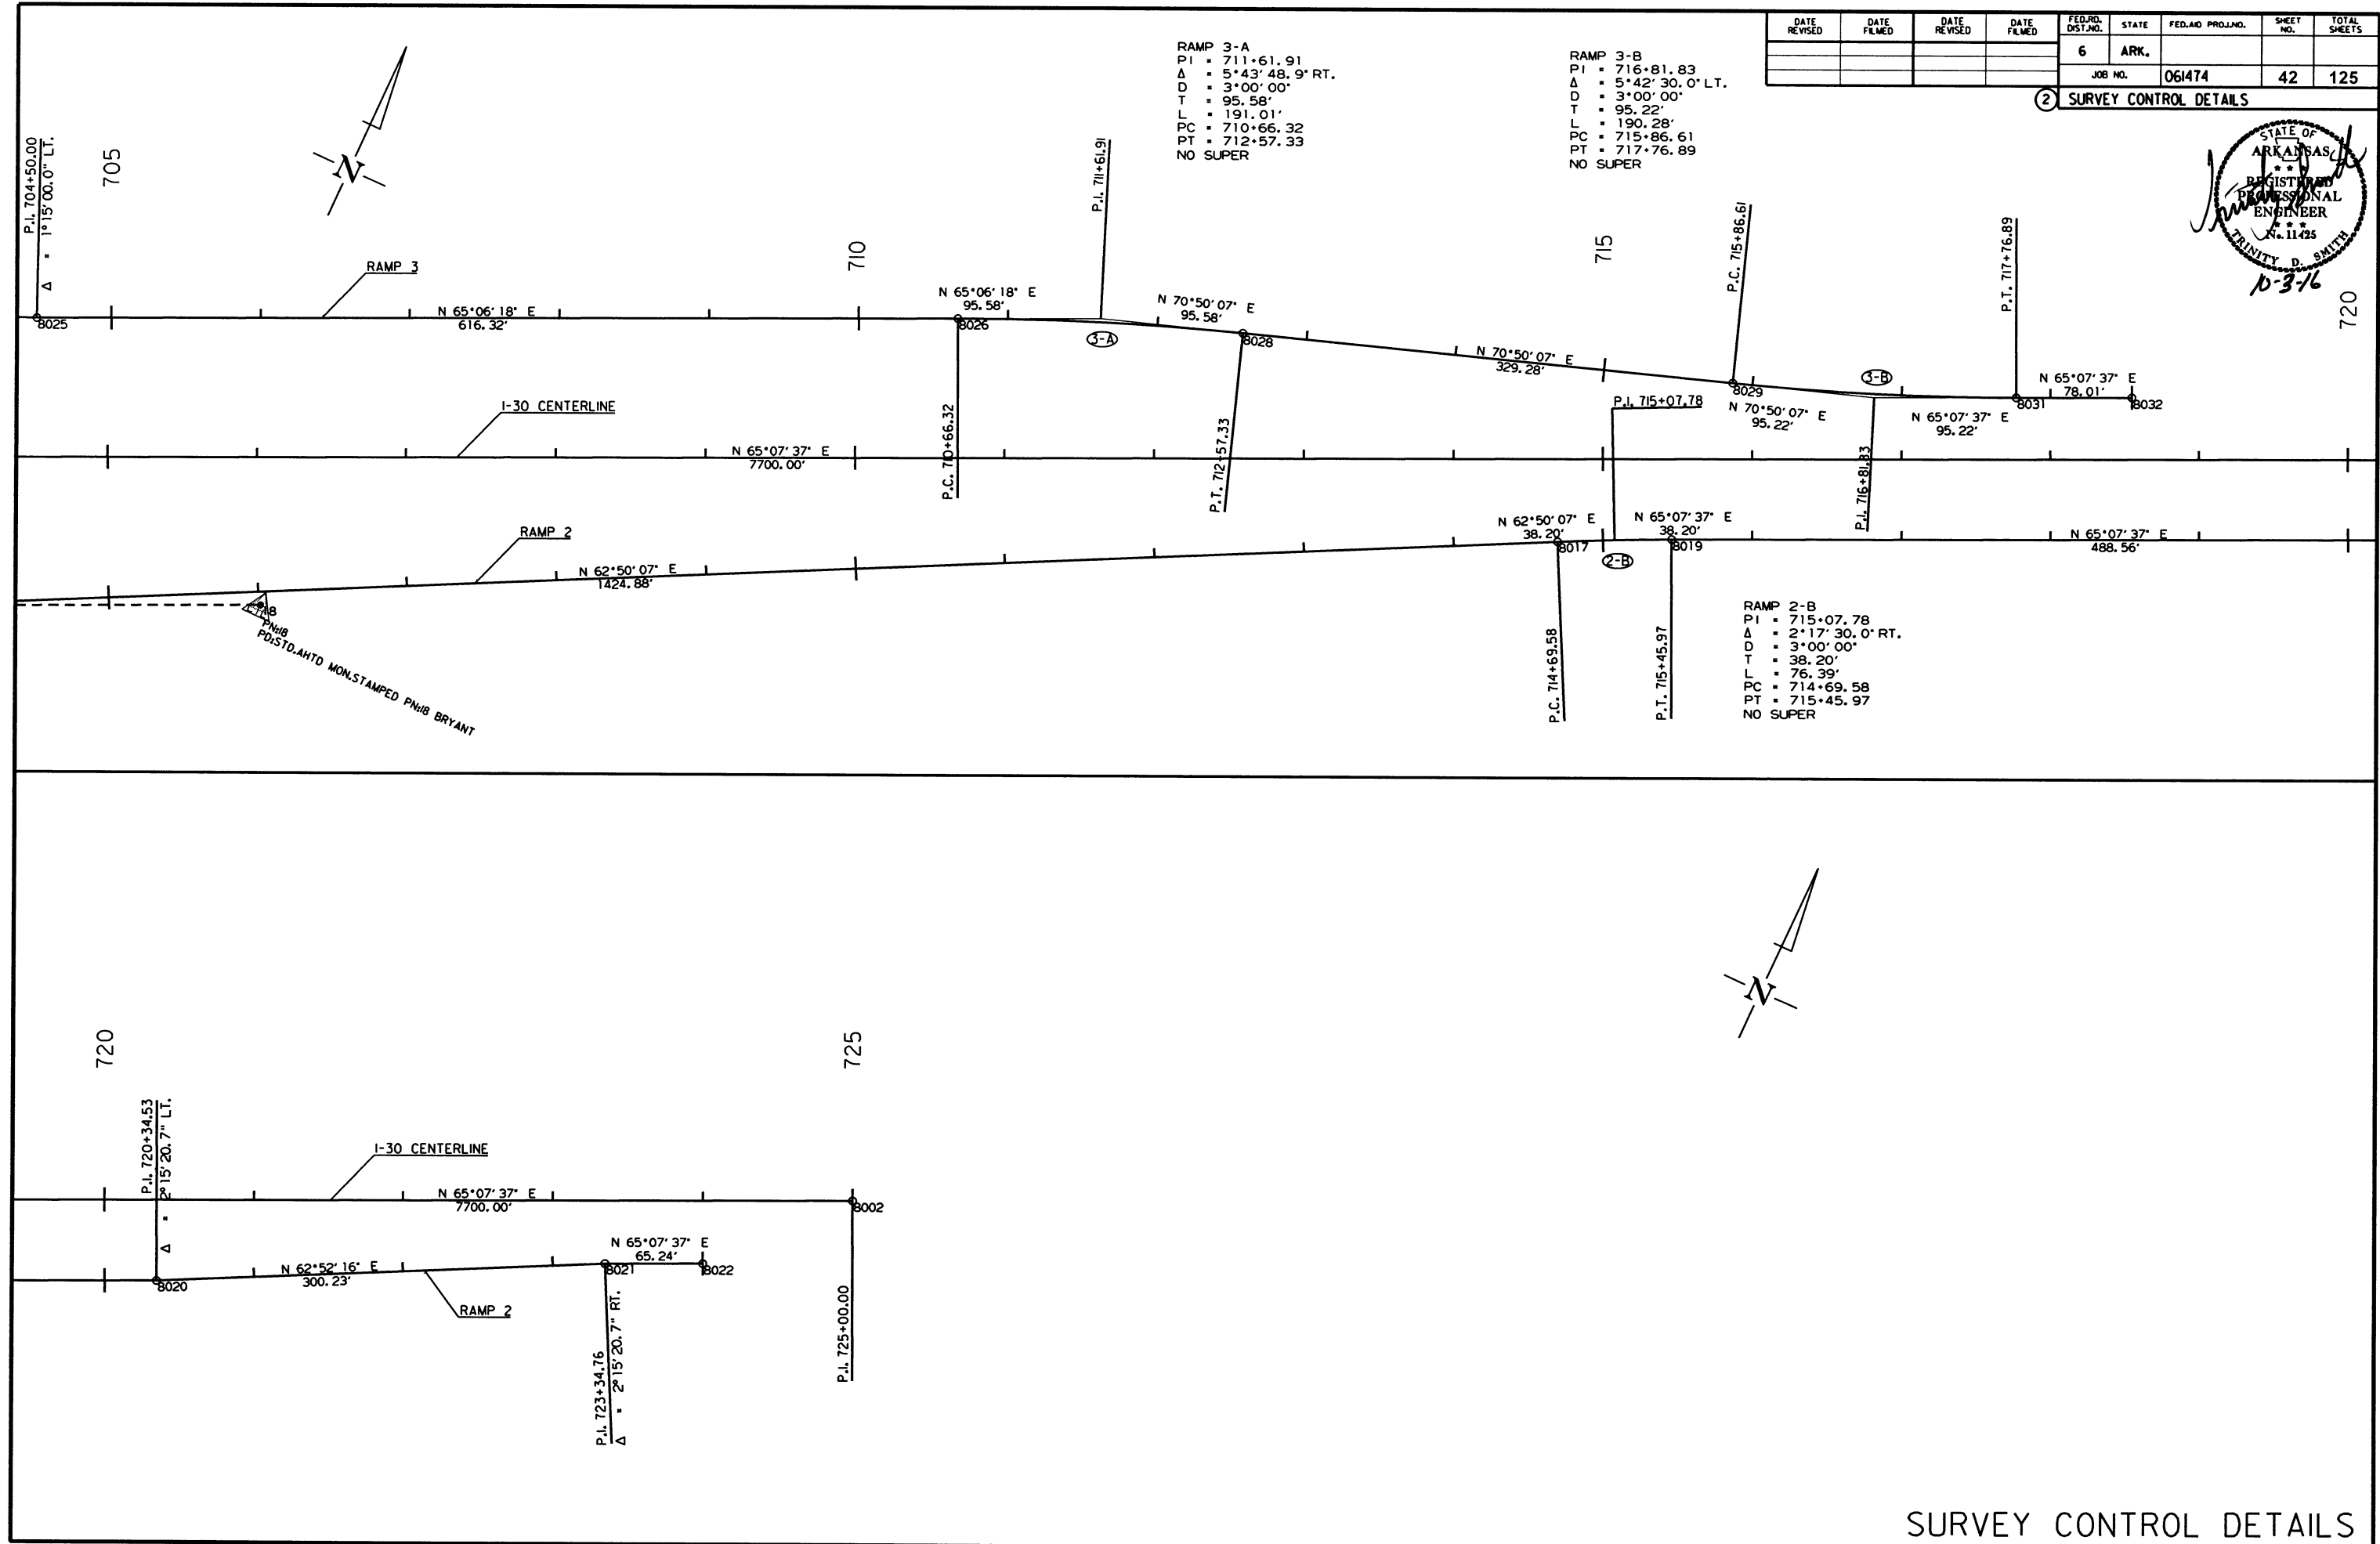 DATE REVISED
DATE FILMED
DATE REVISED
DATE FILMED
FED.RD. DIST.NO.
STATE
FED.AID PROJ.NO.
SHEET NO.
TOTAL SHEETS
6
ARK.
JOB NO.
061474
42
125
2
SURVEY CONTROL DETAILS
STATE OF
ARKANSAS
* * *
REGISTERED
PROFESSIONAL
ENGINEER
* * *
No. 11425
TRINITY D. SMITH
10-3-16
RAMP 3-A
PI = 711+61.91
Δ = 5°43'48.9" RT.
D = 3°00'00"
T = 95.58'
L = 191.01'
PC = 710+66.32
PT = 712+57.33
NO SUPER
RAMP 3-B
PI = 716+81.83
Δ = 5°42'30.0" LT.
D = 3°00'00"
T = 95.22'
L = 190.28'
PC = 715+86.61
PT = 717+76.89
NO SUPER
P.I. 704+50.00
Δ = 1°15'00.0" LT.
705
N
710
P.I. 711+61.91
715
P.C. 715+86.61
P.T. 717+76.89
720
RAMP 3
8025
N 65°06'18" E
616.32'
N 65°06'18" E
95.58'
8026
3-A
N 70°50'07" E
95.58'
8028
N 70°50'07" E
329.28'
8029
N 70°50'07" E
95.22'
3-B
N 65°07'37" E
95.22'
8031
N 65°07'37" E
78.01'
8032
I-30 CENTERLINE
N 65°07'37" E
7700.00'
P.C. 710+66.32
P.T. 712+57.33
P.I. 715+07.78
P.I. 716+81.83
RAMP 2
N 62°50'07" E
1424.88'
N 62°50'07" E
38.20'
8017
2-B
N 65°07'37" E
38.20'
8019
N 65°07'37" E
488.56'
PN:18
PD:STD.AHTD MON.STAMPED PN:18 BRYANT
P.C. 714+69.58
P.T. 715+45.97
RAMP 2-B
PI = 715+07.78
Δ = 2°17'30.0" RT.
D = 3°00'00"
T = 38.20'
L = 76.39'
PC = 714+69.58
PT = 715+45.97
NO SUPER
N
720
725
P.I. 720+34.53
Δ = 2°15'20.7" LT.
I-30 CENTERLINE
N 65°07'37" E
7700.00'
8002
8020
N 62°52'16" E
300.23'
RAMP 2
N 65°07'37" E
65.24'
8021
8022
P.I. 723+34.76
Δ = 2°15'20.7" RT.
P.I. 725+00.00
SURVEY CONTROL DETAILS